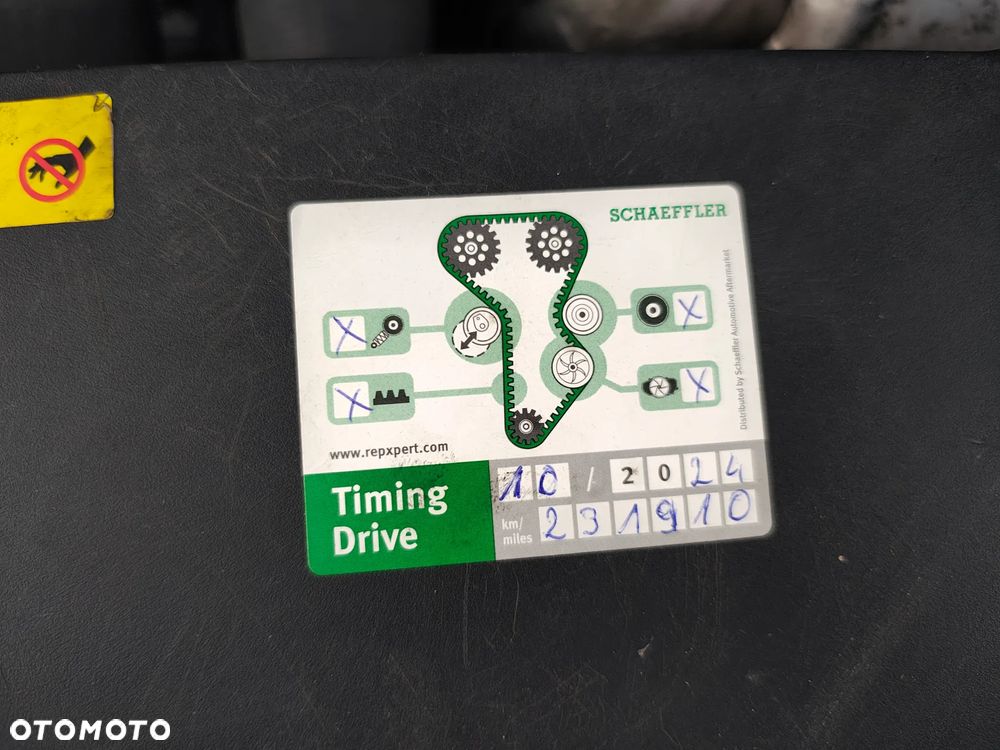 SCHAEFFLER
X
X
X
X
Distributed by Schaeffler Automotive Aftermarket
www.repxpert.com
Timing
Drive
10 / 2024
km/
miles
231910
OTOMOTO